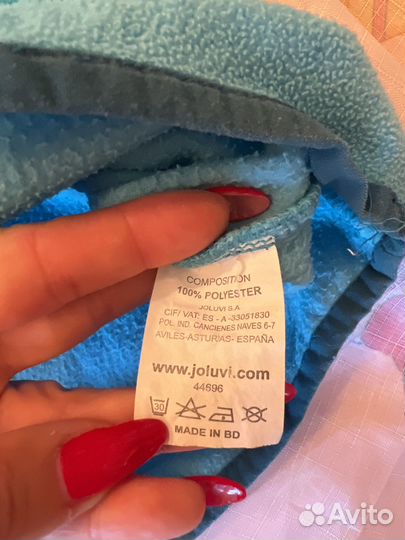 COMPOSITION
100% POLYESTER
JOLUVI S.A
CIF/ VAT: ES - A-33051830
POL. IND. CANCIENES NAVES 6-7
AVILES-ASTURIAS- ESPAÑA
www.joluvi.com
44696
30
MADE IN BD
Avito